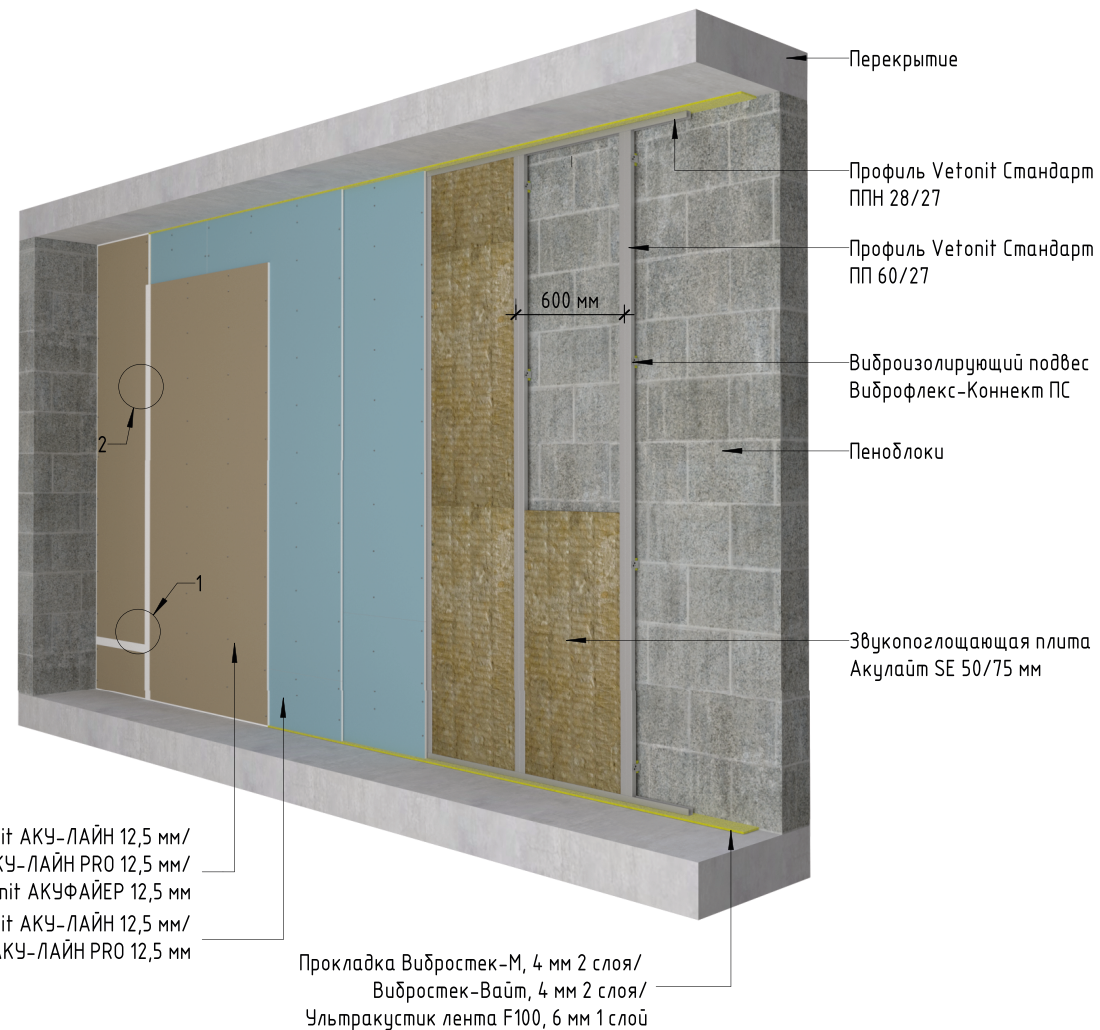 Перекрытие
Профиль Vetonit Стандарт
ППН 28/27
Профиль Vetonit Стандарт
ПП 60/27
600 мм
Виброизолирующий подвес
Виброфлекс-Коннект ПС
2
Пеноблоки
1
Звукопоглощающая плита
Акулайт SE 50/75 мм
АКУ-ЛАЙН 12,5 мм/
PRO 12,5 мм/
АКУФАЙЕР 12,5 мм
АКУ-ЛАЙН 12,5 мм/
АКУ-ЛАЙН PRO 12,5 мм
Прокладка Вибростек-М, 4 мм 2 слоя/
Вибростек-Вайт, 4 мм 2 слоя/
Ультракустик лента F100, 6 мм 1 слой